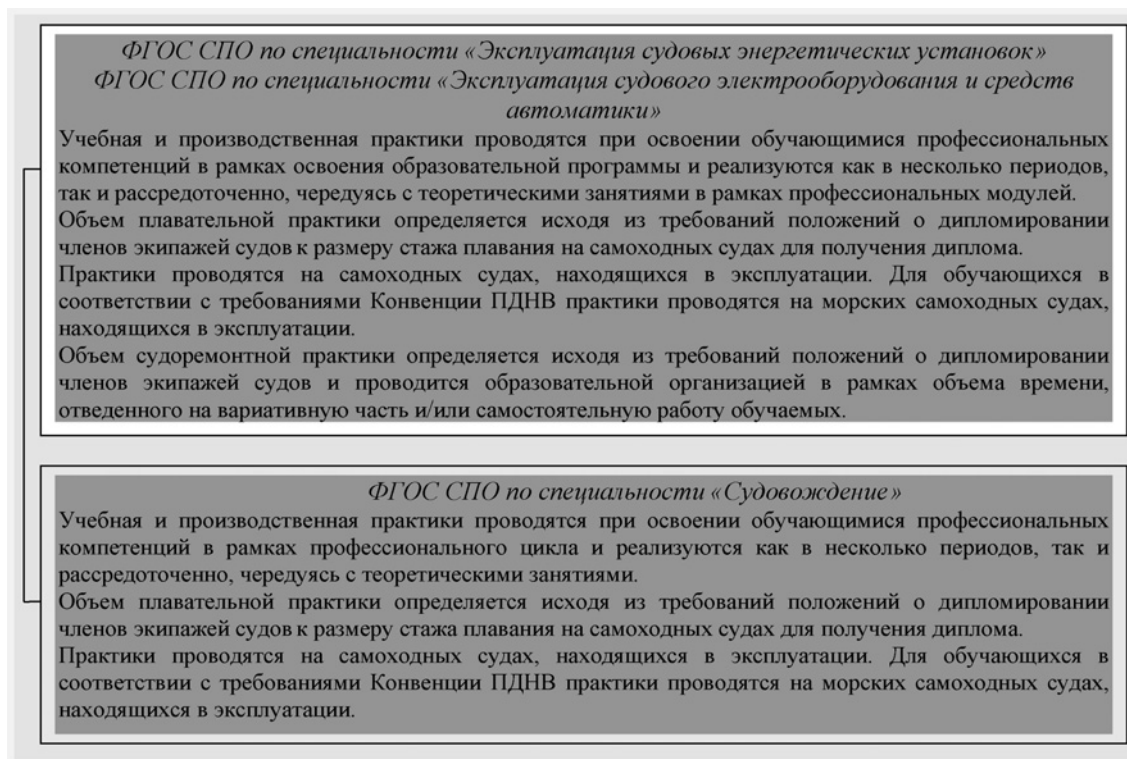 ФГОС СПО по специальности «Эксплуатация судовых энергетических установок»
ФГОС СПО по специальности «Эксплуатация судового электрооборудования и средств
автоматики»
Учебная и производственная практики проводятся при освоении обучающимися профессиональных
компетенций в рамках освоения образовательной программы и реализуются как в несколько периодов,
так и рассредоточенно, чередуясь с теоретическими занятиями в рамках профессиональных модулей.
Объем плавательной практики определяется исходя из требований положений о дипломировании
членов экипажей судов к размеру стажа плавания на самоходных судах для получения диплома.
Практики проводятся на самоходных судах, находящихся в эксплуатации. Для обучающихся в
соответствии с требованиями Конвенции ПДНВ практики проводятся на морских самоходных судах,
находящихся в эксплуатации.
Объем судоремонтной практики определяется исходя из требований положений о дипломировании
членов экипажей судов и проводится образовательной организацией в рамках объема времени,
отведенного на вариативную часть и/или самостоятельную работу обучаемых.
ФГОС СПО по специальности «Судовождение»
Учебная и производственная практики проводятся при освоении обучающимися профессиональных
компетенций в рамках профессионального цикла и реализуются как в несколько периодов, так и
рассредоточенно, чередуясь с теоретическими занятиями.
Объем плавательной практики определяется исходя из требований положений о дипломировании
членов экипажей судов к размеру стажа плавания на самоходных судах для получения диплома.
Практики проводятся на самоходных судах, находящихся в эксплуатации. Для обучающихся в
соответствии с требованиями Конвенции ПДНВ практики проводятся на морских самоходных судах,
находящихся в эксплуатации.